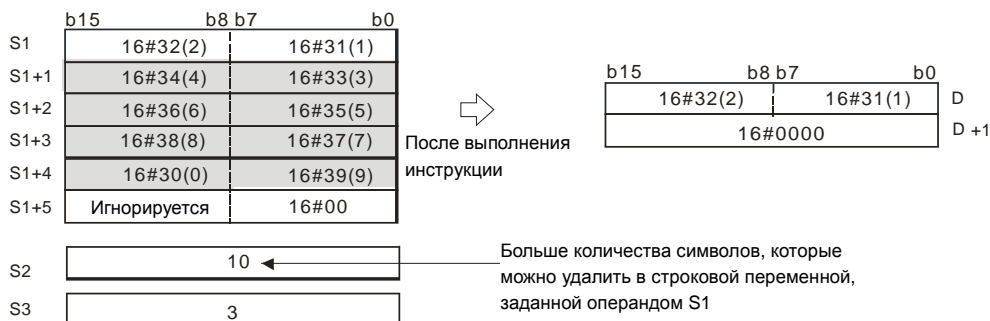 b15 b8 b7 b0
S1 16#32(2) 16#31(1)
S1+1 16#34(4) 16#33(3)
S1+2 16#36(6) 16#35(5)
S1+3 16#38(8) 16#37(7)
S1+4 16#30(0) 16#39(9)
S1+5 Игнорируется 16#00
После выполнения
инструкции
b15 b8 b7 b0
16#32(2) 16#31(1) D
16#0000 D +1
S2 10
S3 3
Больше количества символов, которые
можно удалить в строковой переменной,
заданной операндом S1